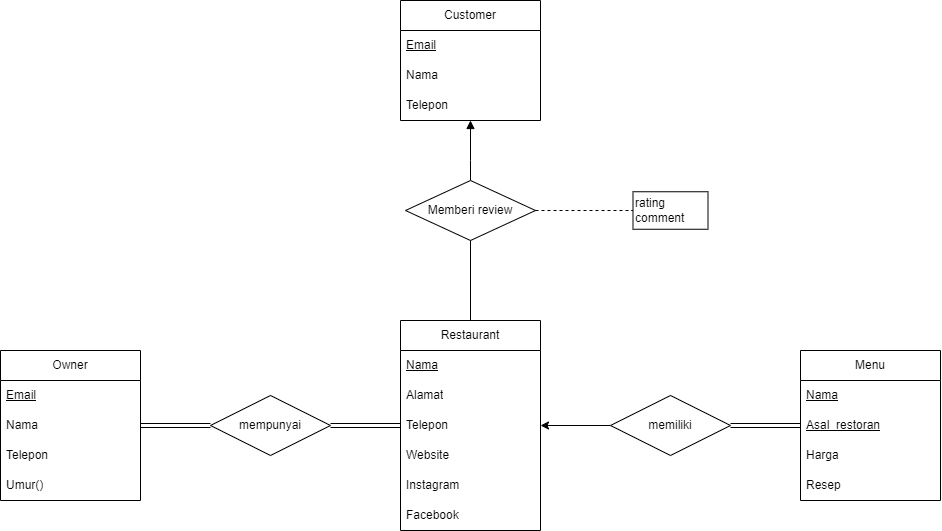 Customer
Email
Nama
Telepon
Memberi review
rating
comment
Owner
Email
Nama
Telepon
Umur()
mempunyai
Restaurant
Nama
Alamat
Telepon
Website
Instagram
Facebook
memiliki
Menu
Nama
Asal_restoran
Harga
Resep